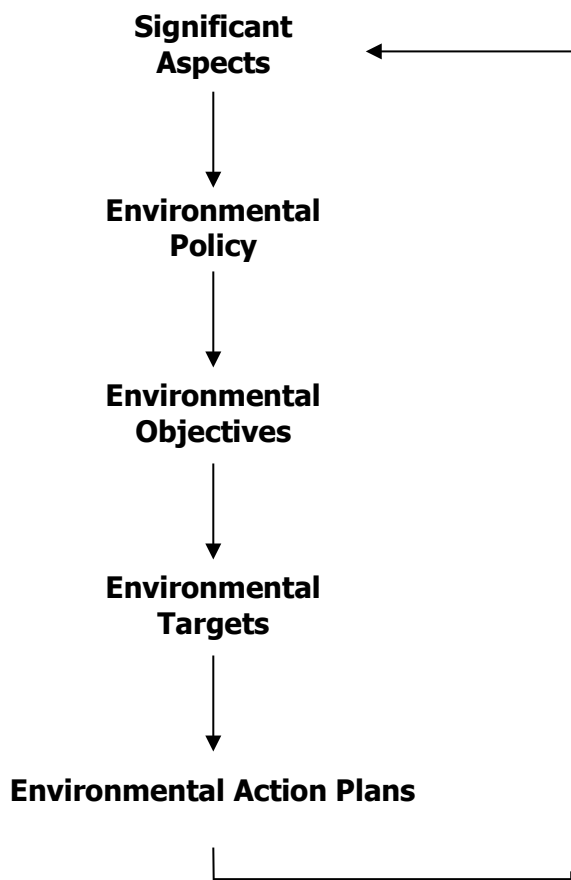 Significant
Aspects
Environmental
Policy
Environmental
Objectives
Environmental
Targets
Environmental Action Plans